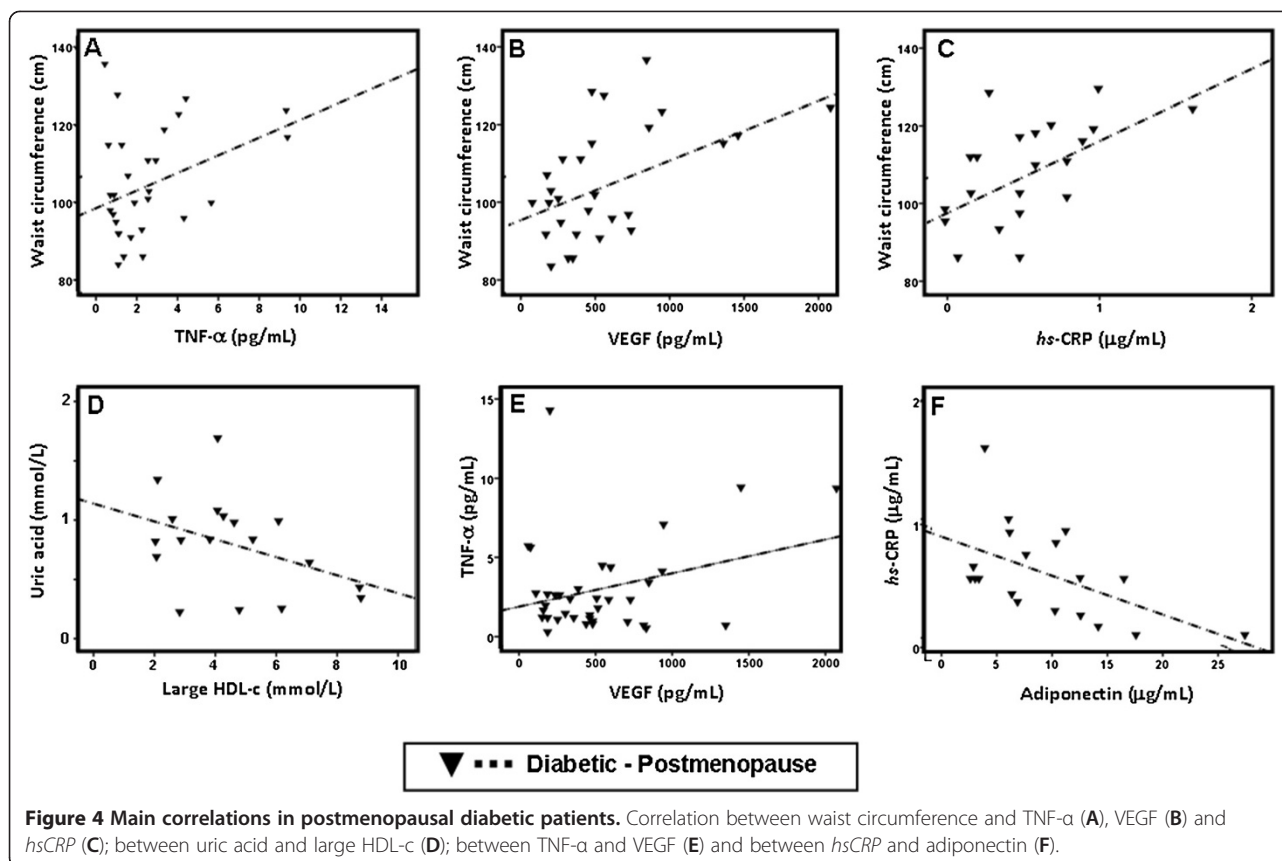 A
Waist circumference (cm)
140
120
100
80
0 2 4 6 8 10 12 14
TNF-α (pg/mL)
B
Waist circumference (cm)
140
120
100
80
0 500 1000 1500 2000
VEGF (pg/mL)
C
Waist circumference (cm)
140
120
100
80
0 1 2
hs-CRP (µg/mL)
D
Uric acid (mmol/L)
2
1
0
0 2 4 6 8 10
Large HDL-c (mmol/L)
E
TNF-α (pg/mL)
15
10
5
0
0 500 1000 1500 2000
VEGF (pg/mL)
F
hs-CRP (µg/mL)
2
1
0
0 5 10 15 20 25
Adiponectin (µg/mL)
Diabetic - Postmenopause
Figure 4 Main correlations in postmenopausal diabetic patients. Correlation between waist circumference and TNF-α (A), VEGF (B) and
hsCRP (C); between uric acid and large HDL-c (D); between TNF-α and VEGF (E) and between hsCRP and adiponectin (F).